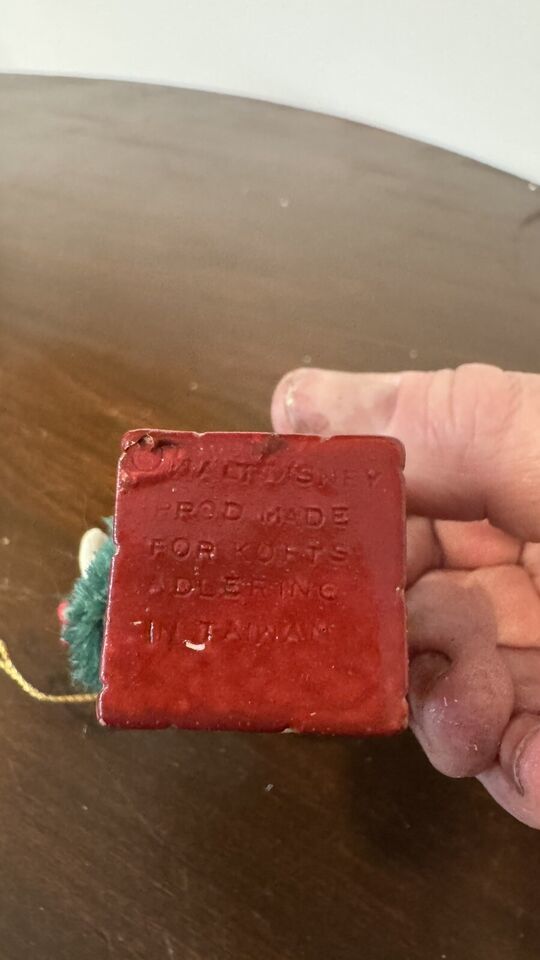 © WALT DISNEY
PROD MADE
FOR KURTS
ADLER INC
IN TAIWAN